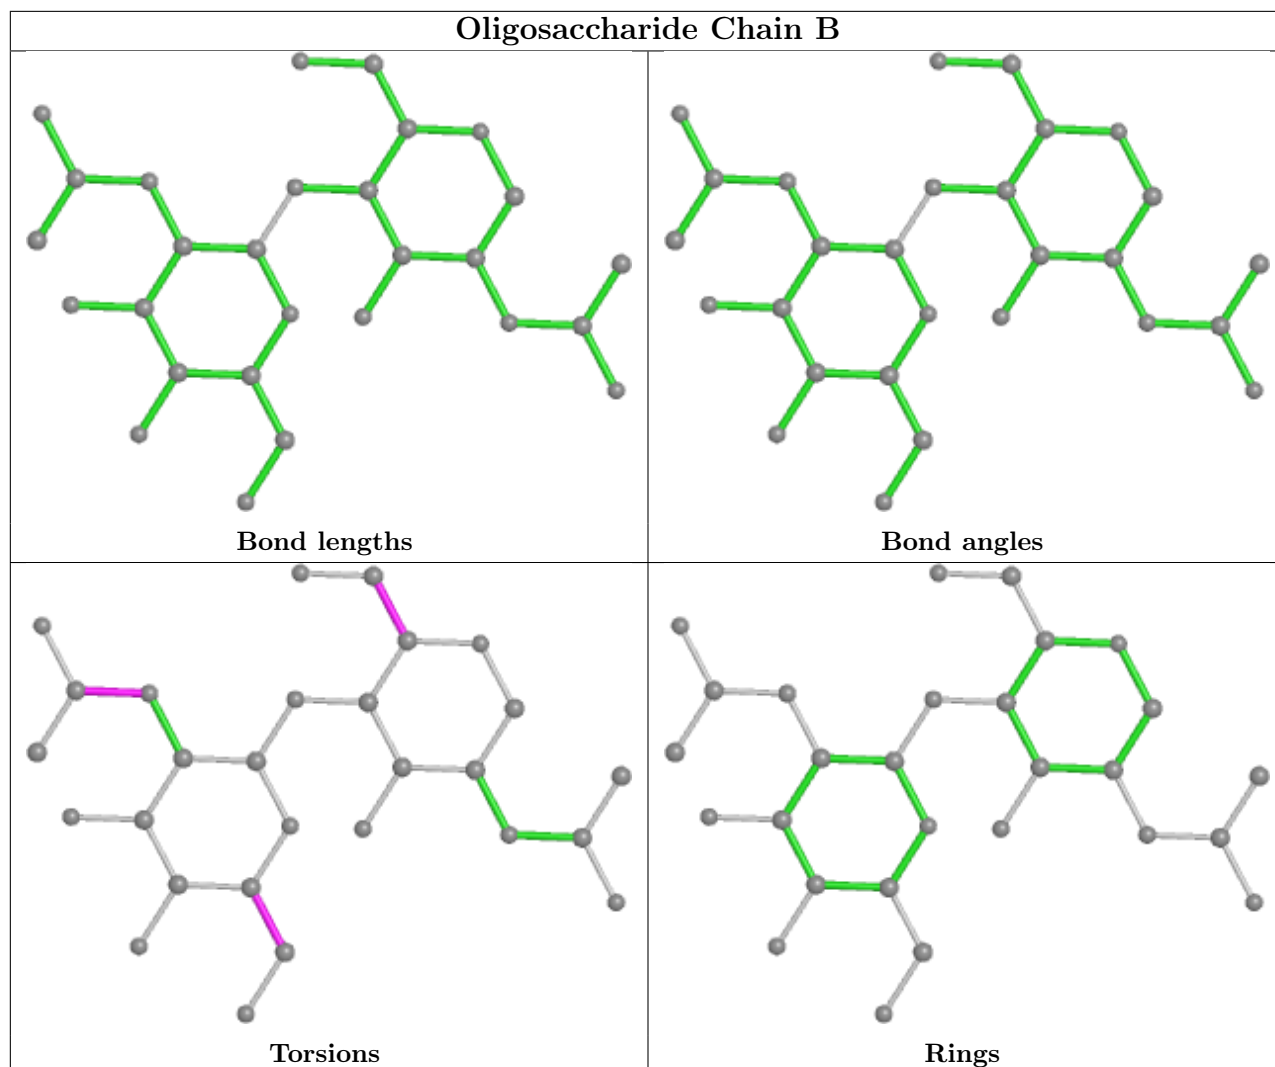 Oligosaccharide Chain B
Bond lengths
Bond angles
Torsions
Rings